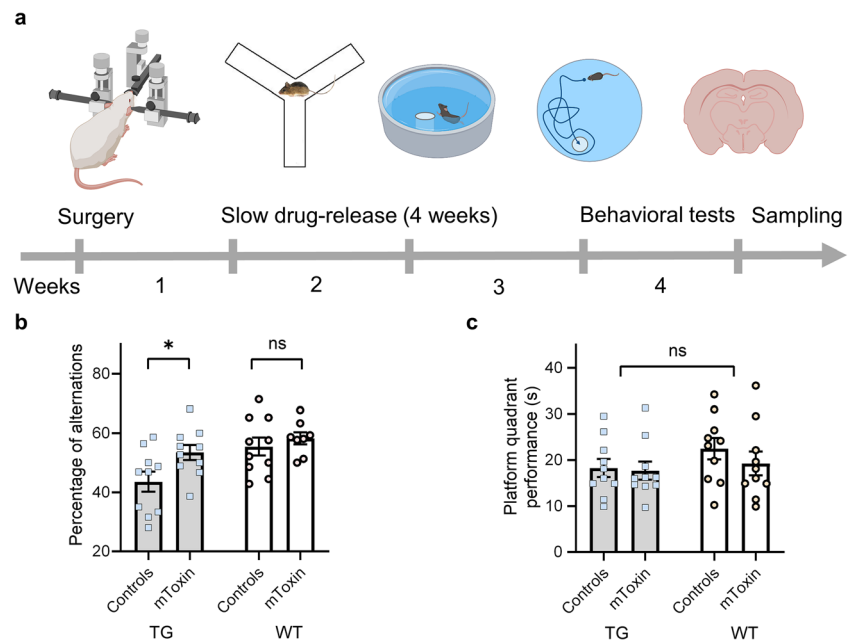 a
Surgery
Slow drug-release (4 weeks)
Behavioral tests
Sampling
Weeks
1
2
3
4
b
Percentage of alternations
80
60
40
20
*
ns
Controls
mToxin
Controls
mToxin
TG
WT
c
Platform quadrant
performance (s)
40
30
20
10
0
ns
Controls
mToxin
Controls
mToxin
TG
WT